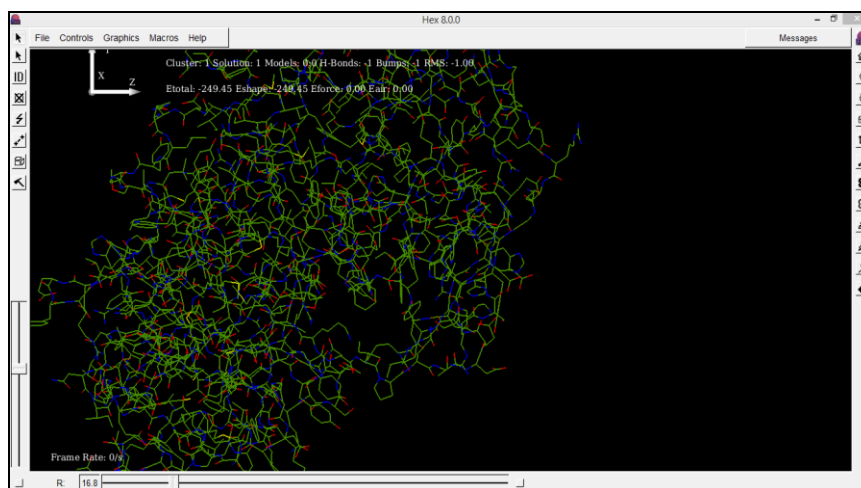 Hex 8.0.0
File Controls Graphics Macros Help Messages
Cluster: 1 Solution: 1 Models: 0:0 H-Bonds: -1 Bumps: -1 RMS: -1.00
X
Z
Etotal: -249.45 Eshape: -249.45 Eforce: 0.00 Eair: 0.00
ID
Frame Rate: 0/s
R: 16.8